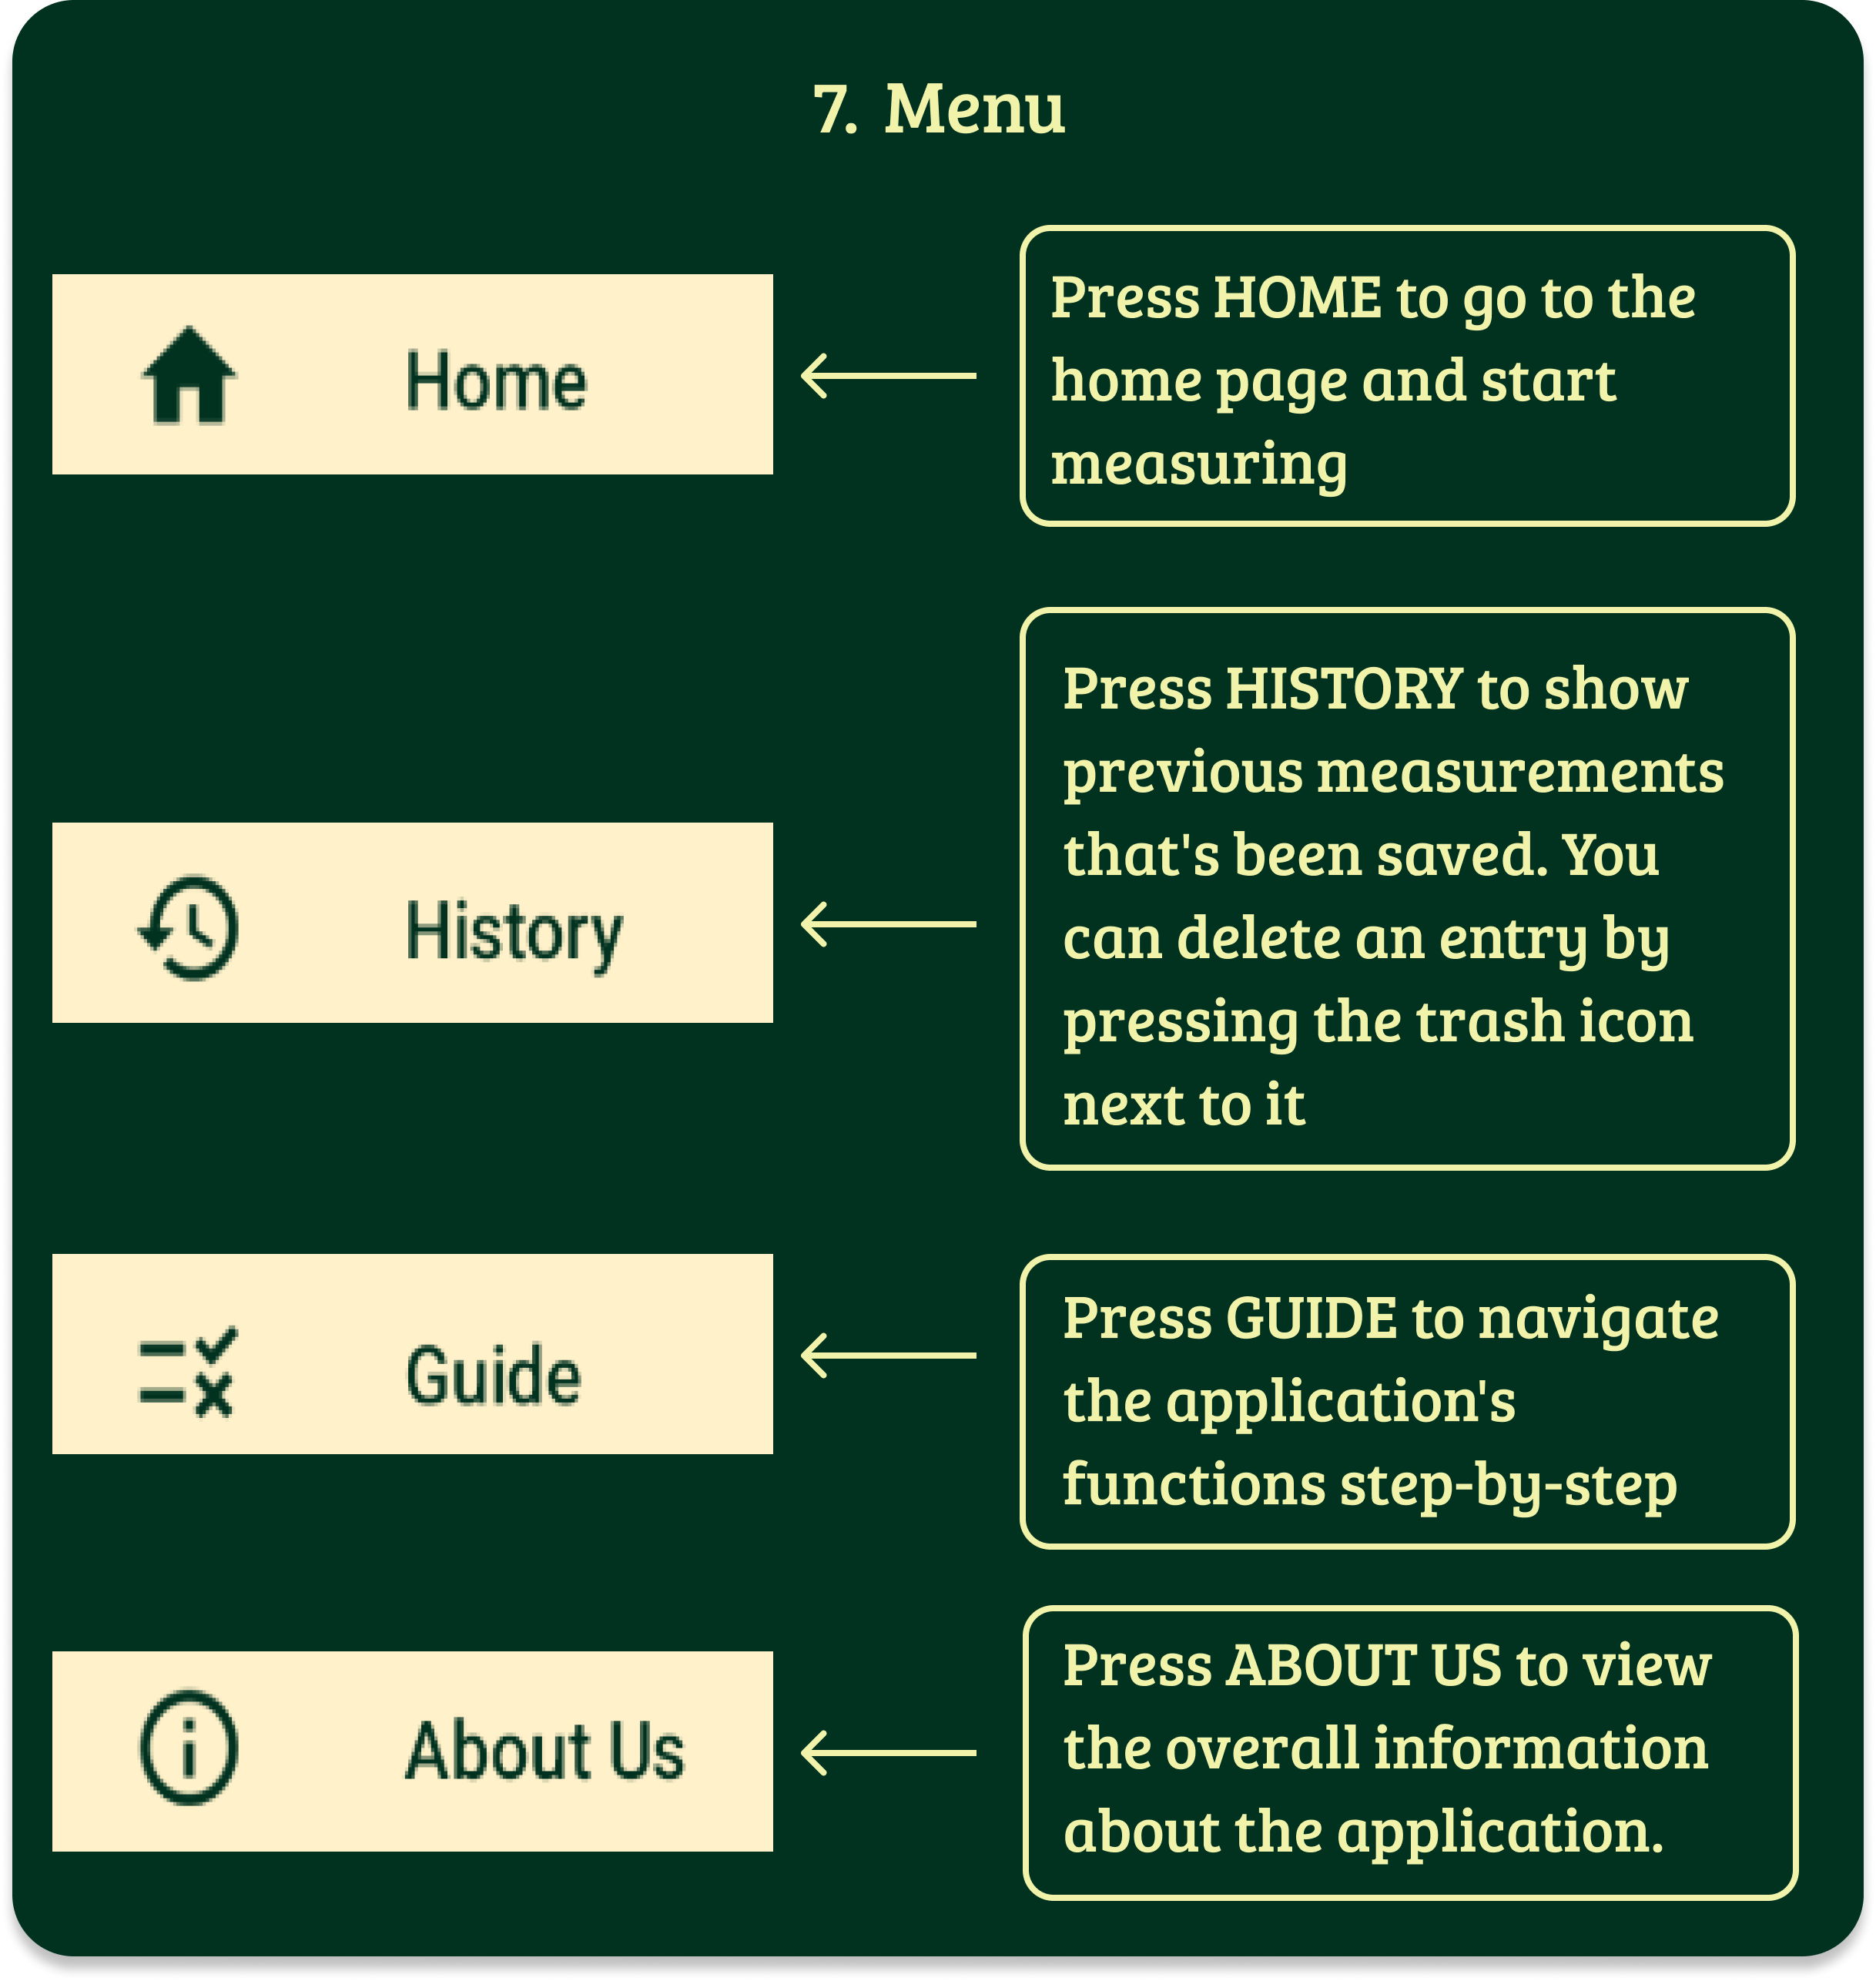 7. Menu
Home
Press HOME to go to the
home page and start
measuring
History
Press HISTORY to show
previous measurements
that's been saved. You
can delete an entry by
pressing the trash icon
next to it
Guide
Press GUIDE to navigate
the application's
functions step-by-step
About Us
Press ABOUT US to view
the overall information
about the application.